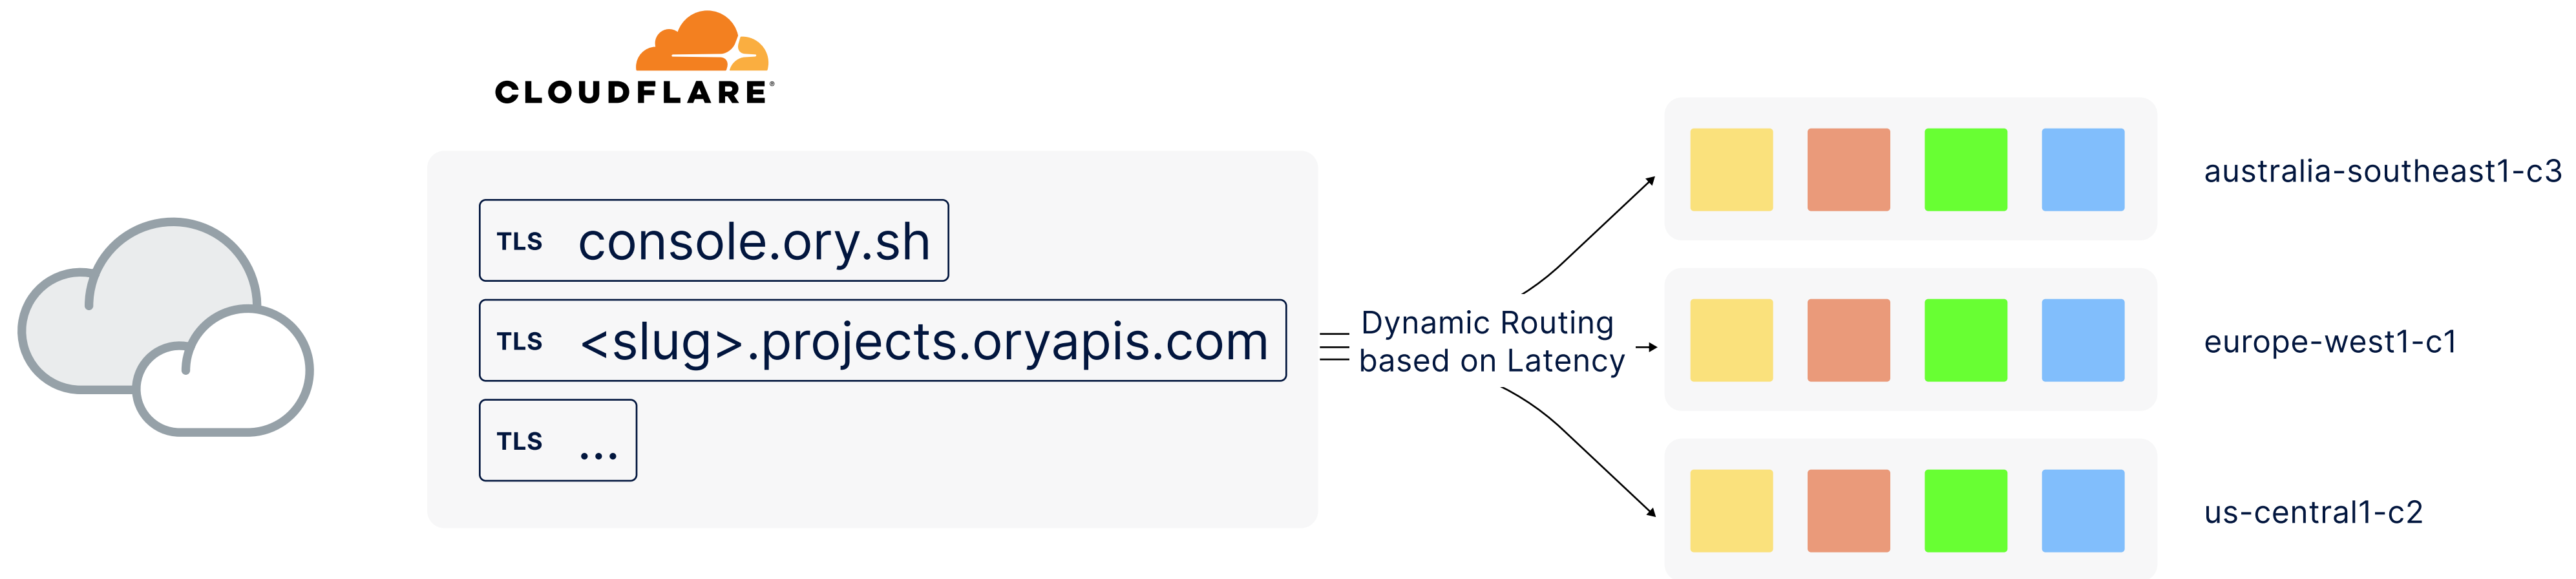 CLOUDFLARE®
TLS console.ory.sh
TLS <slug>.projects.oryapis.com
TLS ...
Dynamic Routing
based on Latency
australia-southeast1-c3
europe-west1-c1
us-central1-c2